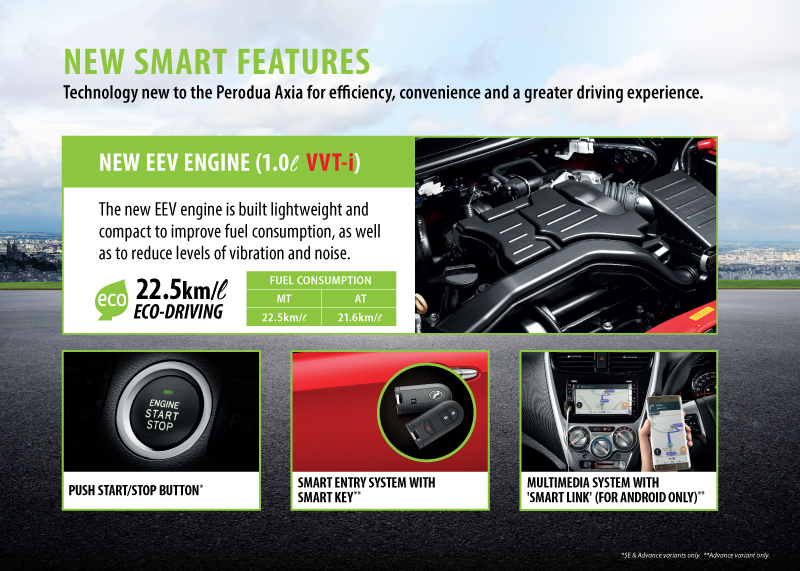 NEW SMART FEATURES
Technology new to the Perodua Axia for efficiency, convenience and a greater driving experience.
NEW EEV ENGINE (1.0ℓ VVT-i)
The new EEV engine is built lightweight and
compact to improve fuel consumption, as well
as to reduce levels of vibration and noise.
eco
22.5km/ℓ
ECO-DRIVING
FUEL CONSUMPTION
MT AT
22.5km/ℓ 21.6km/ℓ
ENGINE
START
STOP
PUSH START/STOP BUTTON*
SMART ENTRY SYSTEM WITH
SMART KEY**
MULTIMEDIA SYSTEM WITH
'SMART LINK' (FOR ANDROID ONLY)**
*SE & Advance variants only. **Advance variant only.